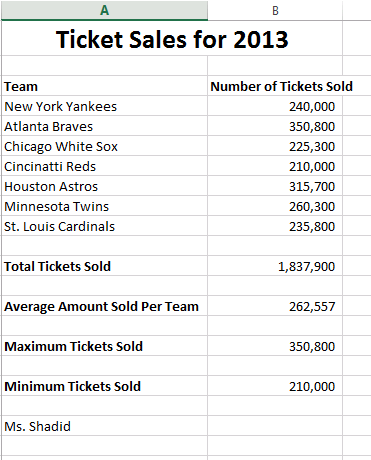 A B
Ticket Sales for 2013
Team Number of Tickets Sold
New York Yankees 240,000
Atlanta Braves 350,800
Chicago White Sox 225,300
Cincinatti Reds 210,000
Houston Astros 315,700
Minnesota Twins 260,300
St. Louis Cardinals 235,800
Total Tickets Sold 1,837,900
Average Amount Sold Per Team 262,557
Maximum Tickets Sold 350,800
Minimum Tickets Sold 210,000
Ms. Shadid